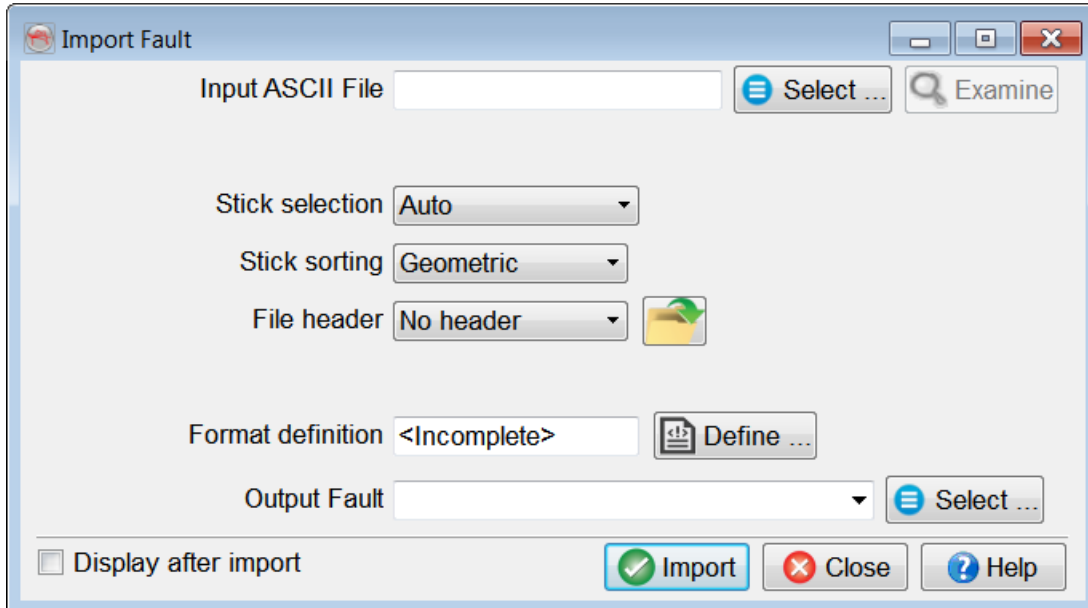 Import Fault
Input ASCII File Select ... Examine
Stick selection Auto
Stick sorting Geometric
File header No header
Format definition <Incomplete> Define ...
Output Fault Select ...
Display after import Import Close Help